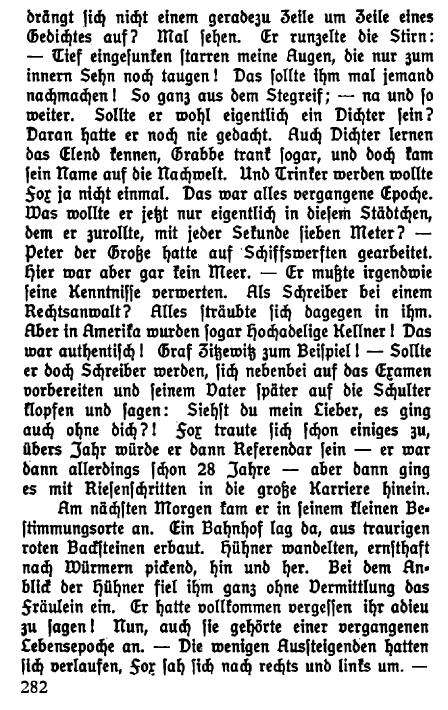 drängt sich nicht einem geradezu Zeile um Zeile eines
Gedichtes auf? Mal sehen. Er runzelte die Stirn:
— Tief eingesunken starren meine Augen, die nur zum
innern Sehn noch taugen! Das sollte ihm mal jemand
nachmachen! So ganz aus dem Stegreif; — na und so
weiter. Sollte er wohl eigentlich ein Dichter sein?
Daran hatte er noch nie gedacht. Auch Dichter lernen
das Elend kennen, Grabbe trank sogar, und doch kam
sein Name auf die Nachwelt. Und Trinker werden wollte
Fox ja nicht einmal. Das war alles vergangene Epoche.
Was wollte er jetzt nur eigentlich in diesem Städtchen,
dem er zurollte, mit jeder Sekunde sieben Meter? —
Peter der Große hatte auf Schiffswerften gearbeitet.
Hier war aber gar kein Meer. — Er mußte irgendwie
seine Kenntnisse verwerten. Als Schreiber bei einem
Rechtsanwalt? Alles sträubte sich dagegen in ihm.
Aber in Amerika wurden sogar Hochadelige Kellner! Das
war authentisch! Graf Zitzewitz zum Beispiel! — Sollte
er doch Schreiber werden, sich nebenbei auf das Examen
vorbereiten und seinem Vater später auf die Schulter
klopfen und sagen: Siehst du mein Lieber, es ging
auch ohne dich?! Fox traute sich schon einiges zu,
übers Jahr würde er dann Referendar sein — er war
dann allerdings schon 28 Jahre — aber dann ging
es mit Riesenschritten in die große Karriere hinein.
Am nächsten Morgen kam er in seinem kleinen Be-
stimmungsorte an. Ein Bahnhof lag da, aus traurigen
roten Backsteinen erbaut. Hühner wandelten, ernsthaft
nach Würmern pickend, hin und her. Bei dem An-
blick der Hühner fiel ihm ganz ohne Vermittlung das
Fräulein ein. Er hatte vollkommen vergessen ihr adieu
zu sagen! Nun, auch sie gehörte einer vergangenen
Lebensepoche an. — Die wenigen Aussteigenden hatten
sich verlaufen, Fox sah sich nach rechts und links um. —
282